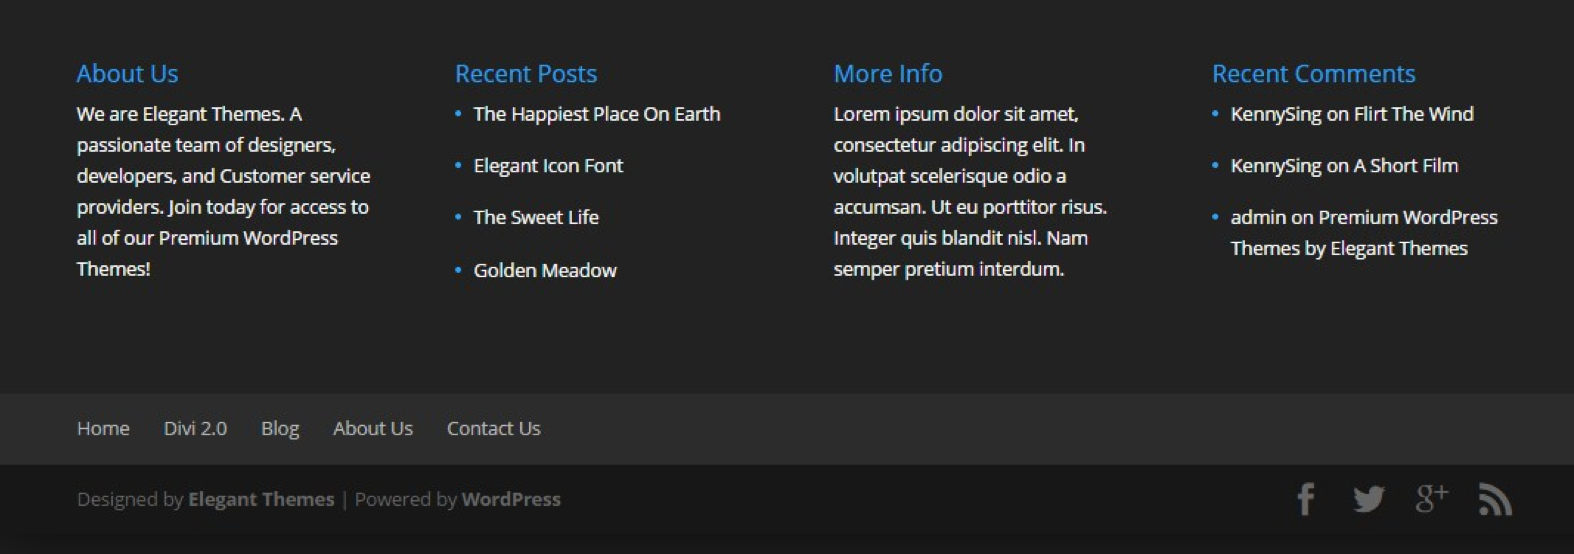 About Us
We are Elegant Themes. A
passionate team of designers,
developers, and Customer service
providers. Join today for access to
all of our Premium WordPress
Themes!
Recent Posts
The Happiest Place On Earth
Elegant Icon Font
The Sweet Life
Golden Meadow
More Info
Lorem ipsum dolor sit amet,
consectetur adipiscing elit. In
volutpat scelerisque odio a
accumsan. Ut eu porttitor risus.
Integer quis blandit nisl. Nam
semper pretium interdum.
Recent Comments
KennySing on Flirt The Wind
KennySing on A Short Film
admin on Premium WordPress
Themes by Elegant Themes
Home Divi 2.0 Blog About Us Contact Us
Designed by Elegant Themes | Powered by WordPress